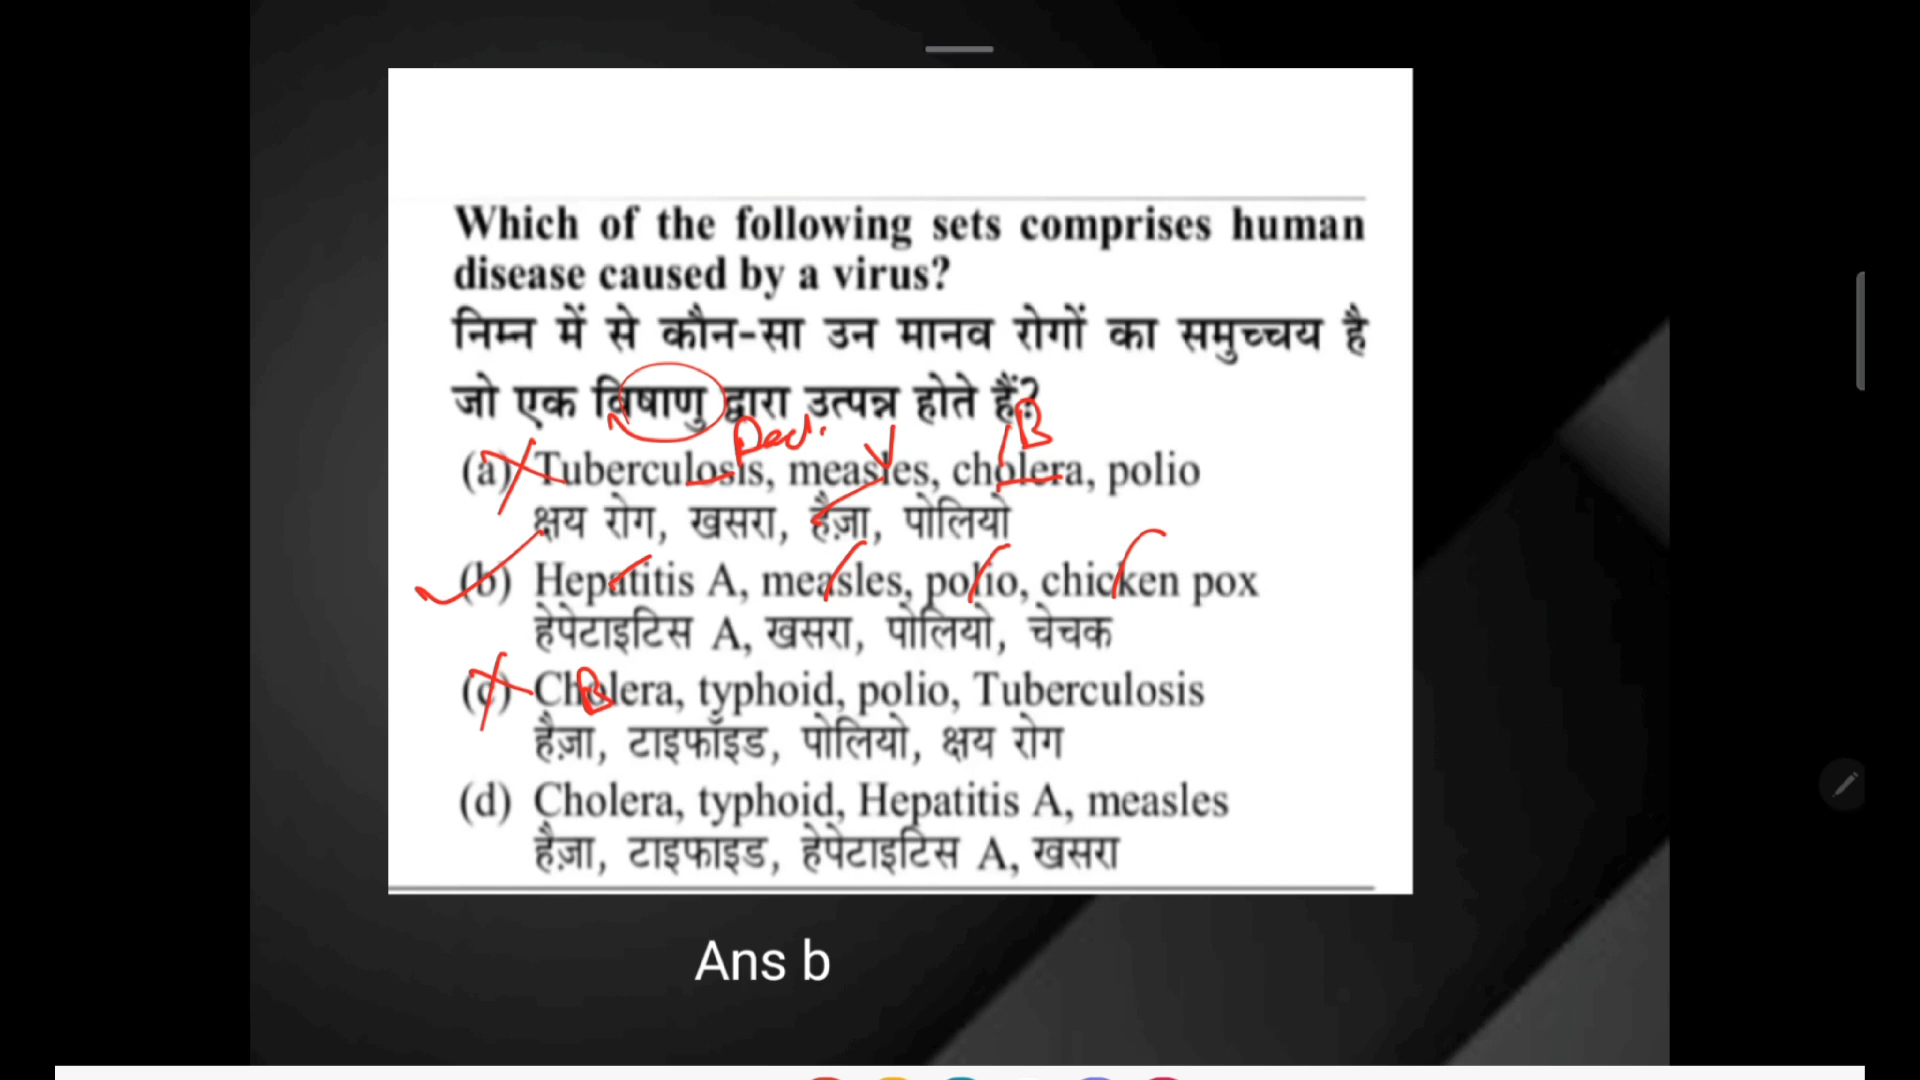 Which of the following sets comprises human
disease caused by a virus?
निम्न में से कौन-सा उन मानव रोगों का समुच्चय है
जो एक विषाणु द्वारा उत्पन्न होते हैं?
B
(a) Tuberculosis, measles, cholera, polio
क्षय रोग, खसरा, हैज़ा, पोलियो
(b) Hepatitis A, measles, polio, chicken pox
हेपेटाइटिस A, खसरा, पोलियो, चेचक
B
(c) Cholera, typhoid, polio, Tuberculosis
हैज़ा, टाइफॉइड, पोलियो, क्षय रोग
(d) Cholera, typhoid, Hepatitis A, measles
हैज़ा, टाइफाइड, हेपेटाइटिस A, खसरा
Ans b